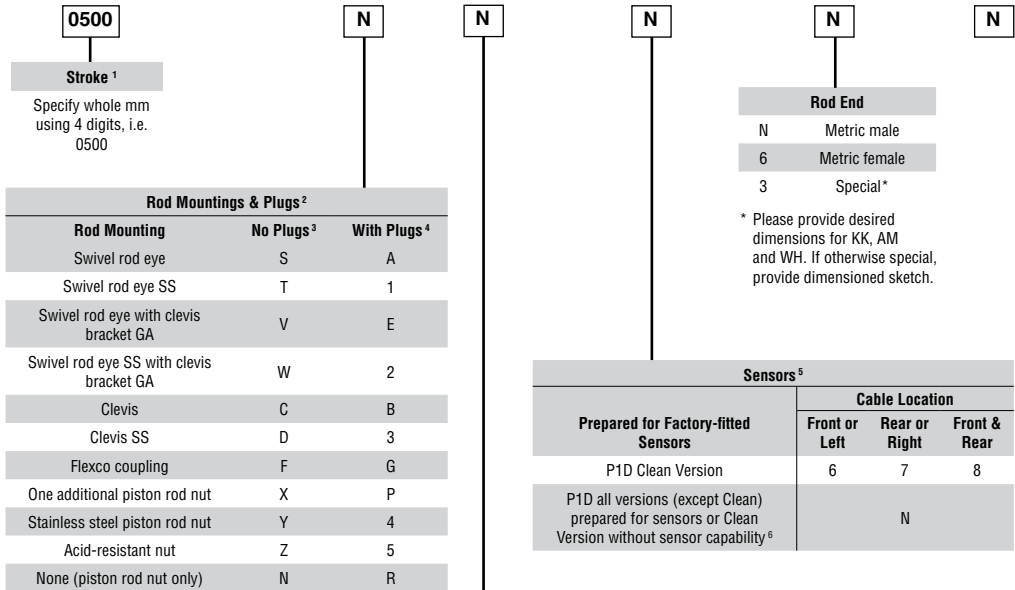 0500 N N N N N
Stroke 1
Specify whole mm
using 4 digits, i.e.
0500
Rod Mountings & Plugs 2
Rod Mounting No Plugs 3 With Plugs 4
Swivel rod eye S A
Swivel rod eye SS T 1
Swivel rod eye with clevis
bracket GA V E
Swivel rod eye SS with clevis
bracket GA W 2
Clevis C B
Clevis SS D 3
Flexco coupling F G
One additional piston rod nut X P
Stainless steel piston rod nut Y 4
Acid-resistant nut Z 5
None (piston rod nut only) N R
Rod End
N Metric male
6 Metric female
3 Special*
* Please provide desired
dimensions for KK, AM
and WH. If otherwise special,
provide dimensioned sketch.
Sensors 5
Cable Location
Prepared for Factory-fitted
Sensors
Front or
Left
Rear or
Right
Front &
Rear
P1D Clean Version 6 7 8
P1D all versions (except Clean)
prepared for sensors or Clean
Version without sensor capability 6
N